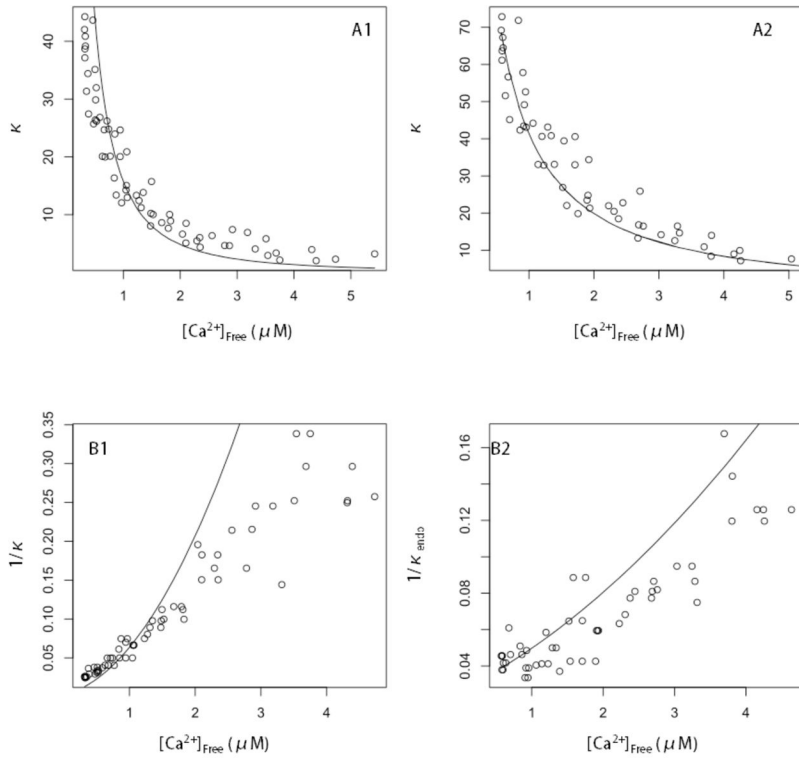 A1
40
30
20
10
κ
1 2 3 4 5
[Ca²⁺]Free (μM)
A2
70
60
50
40
30
20
10
κ
1 2 3 4 5
[Ca²⁺]Free (μM)
B1
0.35
0.30
0.25
0.20
0.15
0.10
0.05
1/κ
1 2 3 4
[Ca²⁺]Free (μM)
B2
0.16
0.12
0.08
0.04
1/κ endo
1 2 3 4
[Ca²⁺]Free (μM)